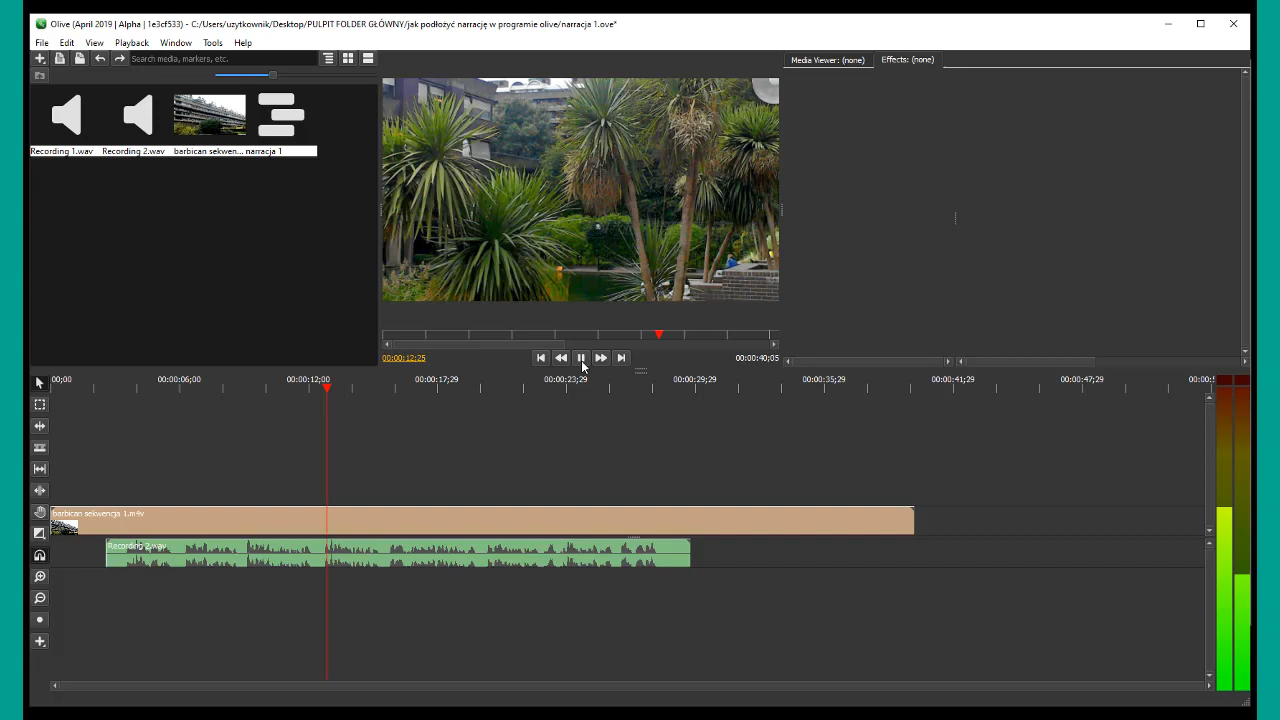 Olive (April 2019 | Alpha | 1e3cf533) - C:/Users/uzytkownik/Desktop/PULPIT FOLDER GŁÓWNY/jak podłożyć narrację w programie olive/narracja 1.ove*
File Edit View Playback Window Tools Help
Search media, markers, etc.
Media Viewer: (none) Effects: (none)
Recording 1.wav Recording 2.wav barbican sekwen... narracja 1
00:00:12;25 00:00:40;05
00;00 00:00:06;00 00:00:12;00 00:00:17;29 00:00:23;29 00:00:29;29 00:00:35;29 00:00:41;29 00:00:47;29
barbican sekwencja 1.m4v
Recording 2.wav